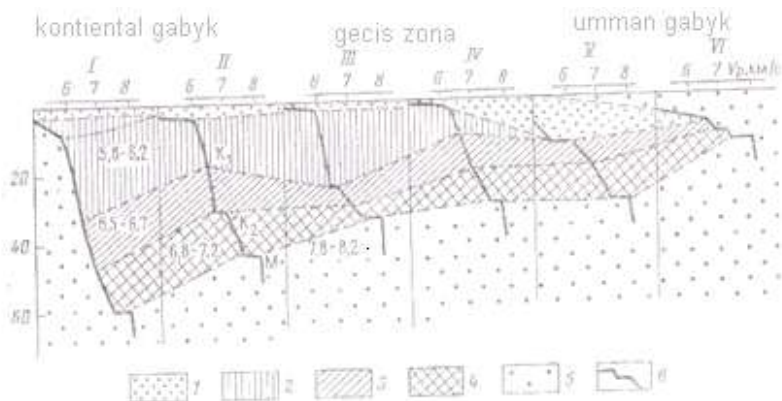 kontiental gabyk gecis zona umman gabyk
I II III IV V VI
6 7 8 6 7 8 6 7 8 6 7 8 6 7 8 6 7 Vp, км/с
5,8-6,2 K₁
20
6,5-6,7
6,8-7,2 K₂ 7,8-8,2
40 M
60
1 2 3 4 5 6